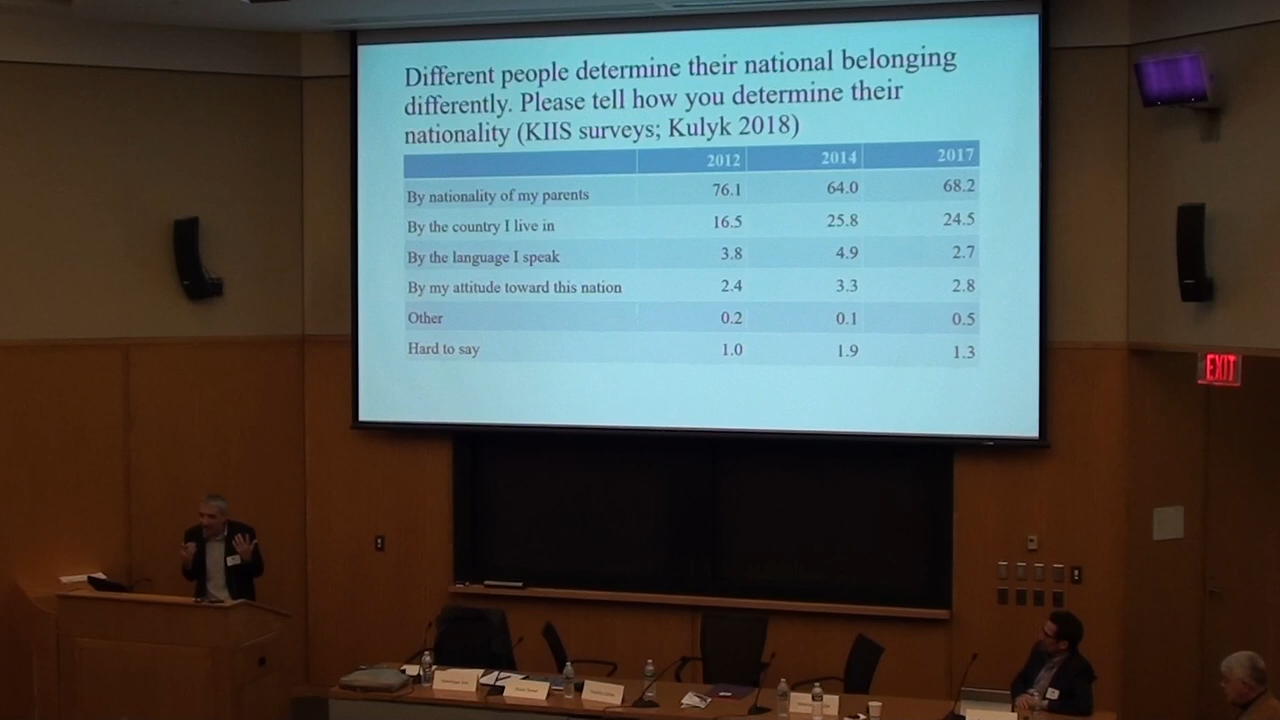 Different people determine their national belonging
differently. Please tell how you determine their
nationality (KIIS surveys; Kulyk 2018)
2012 2014 2017
By nationality of my parents 76.1 64.0 68.2
By the country I live in 16.5 25.8 24.5
By the language I speak 3.8 4.9 2.7
By my attitude toward this nation 2.4 3.3 2.8
Other 0.2 0.1 0.5
Hard to say 1.0 1.9 1.3
EXIT